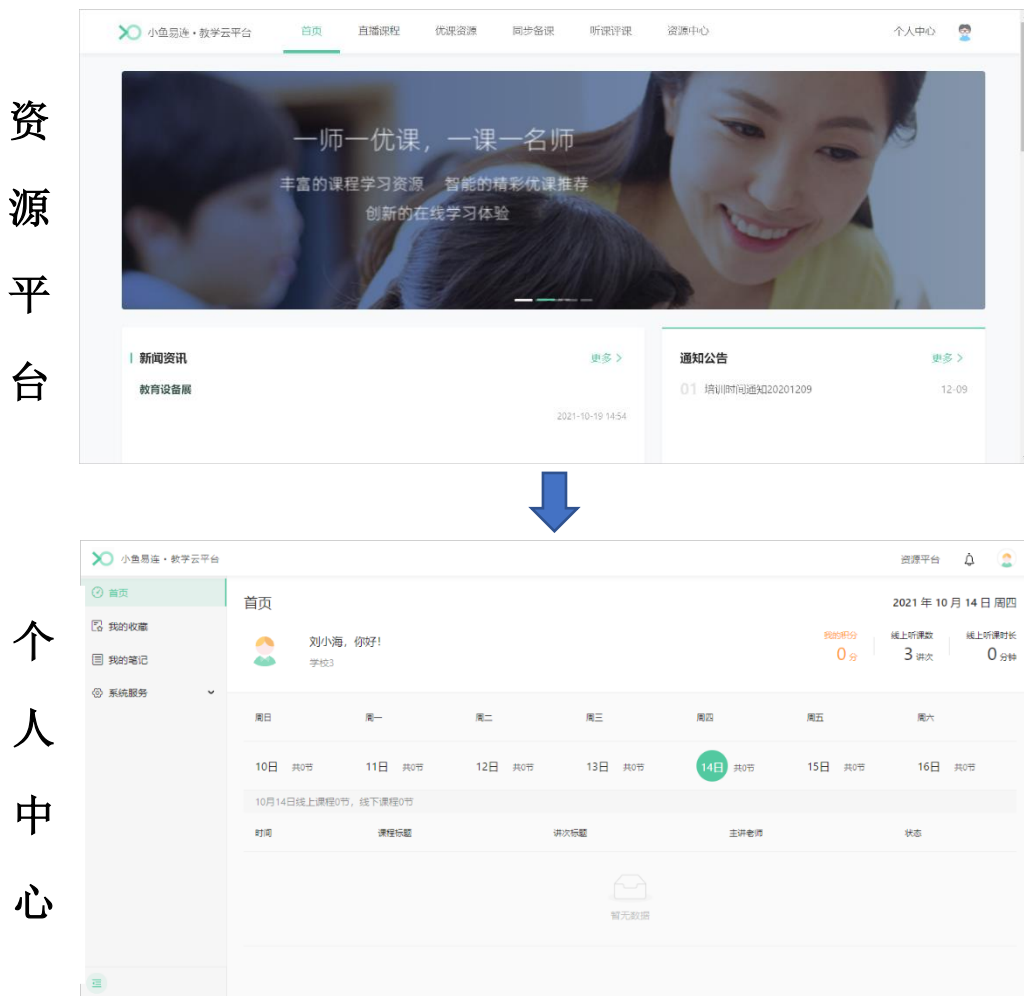 资源平台
小鱼易连·教学云平台 首页 直播课程 优课资源 同步备课 听课评课 资源中心 个人中心
一师一优课，一课一名师
丰富的课程学习资源 智能的精彩优课推荐
创新的在线学习体验
新闻资讯 更多
教育设备展
2021-10-19 14:54
通知公告 更多
01 培训时间通知20201209 12-09
个人中心
小鱼易连·教学云平台 资源平台
首页
我的收藏
我的笔记
系统服务
首页 2021 年 10 月 14 日 周四
刘小海，你好！
学校3
我的积分 线上听课数 线上听课时长
0 分 3 讲次 0 分钟
周日 周一 周二 周三 周四 周五 周六
10日 共0节 11日 共0节 12日 共0节 13日 共0节 14日 共0节 15日 共0节 16日 共0节
10月14日线上课程0节，线下课程0节
时间 课程标题 讲次标题 主讲老师 状态
暂无数据